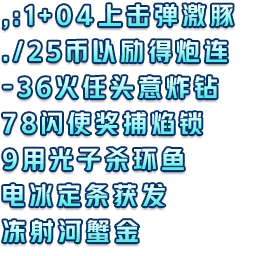 ,:1+04上击弹激豚
./25币以励得炮连
-36火任头意炸钻
78闪使奖捕焰锁
9用光子杀环鱼
电冰定条获发
冻射河蟹金